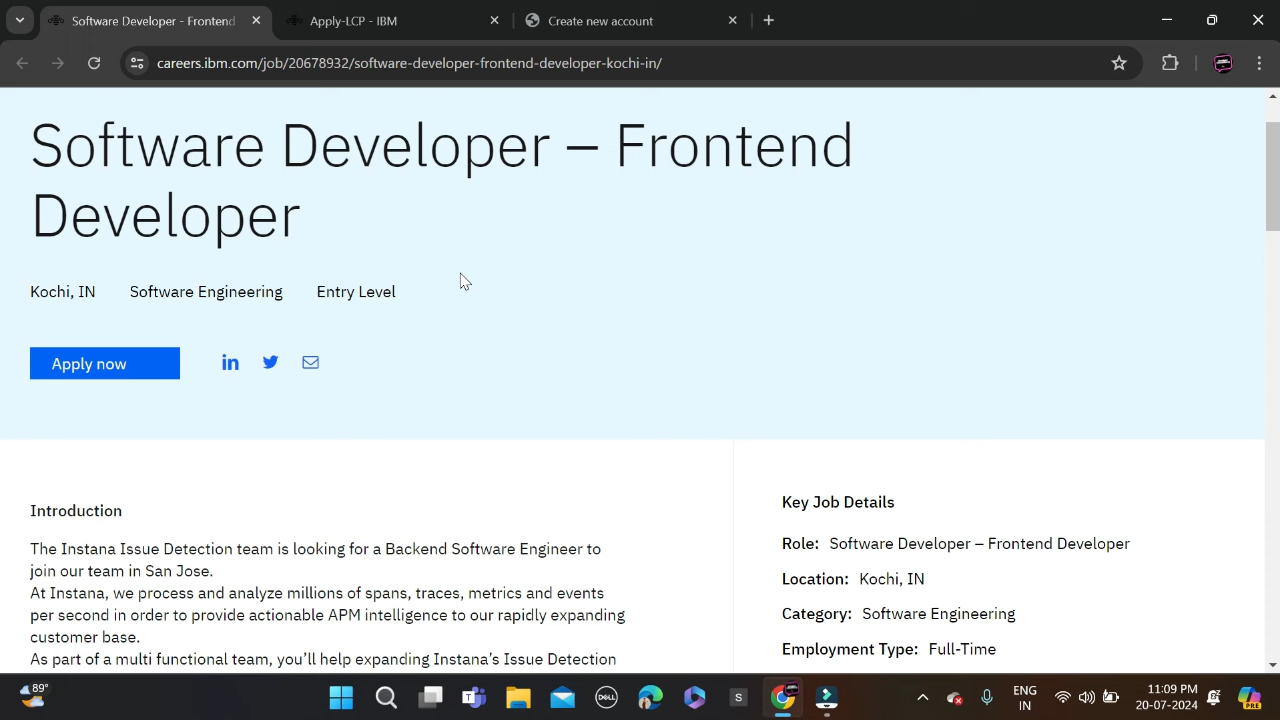 Software Developer - Frontend
Apply-LCP - IBM
Create new account
careers.ibm.com/job/20678932/software-developer-frontend-developer-kochi-in/
Software Developer – Frontend
Developer
Kochi, IN Software Engineering Entry Level
Apply now
in
Introduction
The Instana Issue Detection team is looking for a Backend Software Engineer to
join our team in San Jose.
At Instana, we process and analyze millions of spans, traces, metrics and events
per second in order to provide actionable APM intelligence to our rapidly expanding
customer base.
As part of a multi functional team, you’ll help expanding Instana’s Issue Detection
Key Job Details
Role: Software Developer – Frontend Developer
Location: Kochi, IN
Category: Software Engineering
Employment Type: Full-Time
89°
DELL
S
ENG
IN
11:09 PM
20-07-2024
PRE